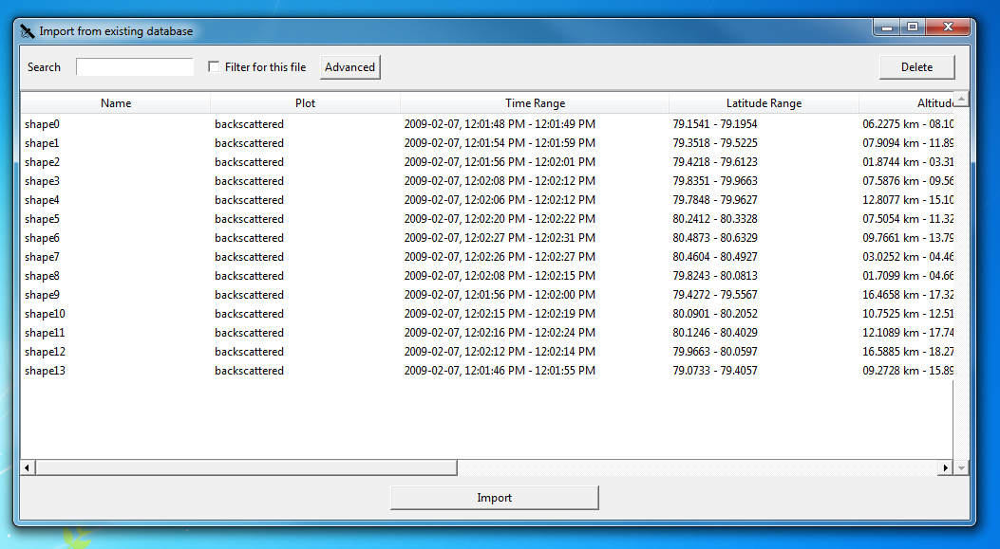 Import from existing database
Search Filter for this file Advanced Delete
Name Plot Time Range Latitude Range Altitude
shape0 backscattered 2009-02-07, 12:01:48 PM - 12:01:49 PM 79.1541 - 79.1954 06.2275 km - 08.10
shape1 backscattered 2009-02-07, 12:01:54 PM - 12:01:59 PM 79.3518 - 79.5225 07.9094 km - 11.89
shape2 backscattered 2009-02-07, 12:01:56 PM - 12:02:01 PM 79.4218 - 79.6123 01.8744 km - 03.31
shape3 backscattered 2009-02-07, 12:02:08 PM - 12:02:12 PM 79.8351 - 79.9663 07.5876 km - 09.56
shape4 backscattered 2009-02-07, 12:02:06 PM - 12:02:12 PM 79.7848 - 79.9627 12.8077 km - 15.10
shape5 backscattered 2009-02-07, 12:02:20 PM - 12:02:22 PM 80.2412 - 80.3328 07.5054 km - 11.32
shape6 backscattered 2009-02-07, 12:02:27 PM - 12:02:31 PM 80.4873 - 80.6329 09.7661 km - 13.79
shape7 backscattered 2009-02-07, 12:02:26 PM - 12:02:27 PM 80.4604 - 80.4927 03.0252 km - 04.46
shape8 backscattered 2009-02-07, 12:02:08 PM - 12:02:15 PM 79.8243 - 80.0813 01.7099 km - 04.66
shape9 backscattered 2009-02-07, 12:01:56 PM - 12:02:00 PM 79.4272 - 79.5567 16.4658 km - 17.32
shape10 backscattered 2009-02-07, 12:02:15 PM - 12:02:19 PM 80.0901 - 80.2052 10.7525 km - 12.51
shape11 backscattered 2009-02-07, 12:02:16 PM - 12:02:24 PM 80.1246 - 80.4029 12.1089 km - 17.74
shape12 backscattered 2009-02-07, 12:02:12 PM - 12:02:14 PM 79.9663 - 80.0597 16.5885 km - 18.27
shape13 backscattered 2009-02-07, 12:01:46 PM - 12:01:55 PM 79.0733 - 79.4057 09.2728 km - 15.89
Import